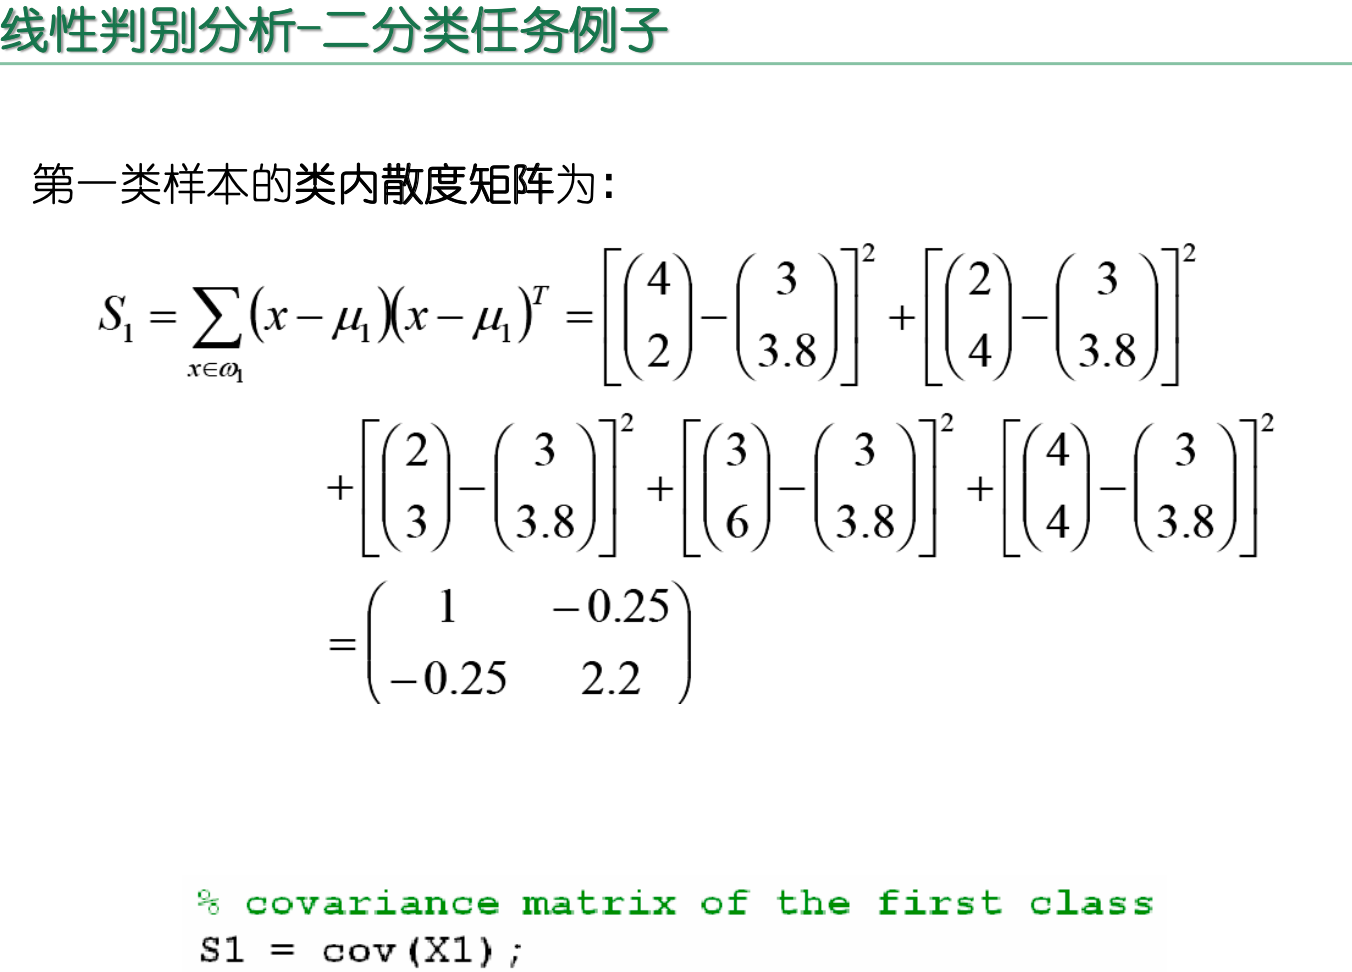 线性判别分析-二分类任务例子
第一类样本的类内散度矩阵为：
$S_1 = \sum_{x \in \omega_1} (x - \mu_1)(x - \mu_1)^T = \left[ \begin{pmatrix} 4 \\ 2 \end{pmatrix} - \begin{pmatrix} 3 \\ 3.8 \end{pmatrix} \right]^2 + \left[ \begin{pmatrix} 2 \\ 4 \end{pmatrix} - \begin{pmatrix} 3 \\ 3.8 \end{pmatrix} \right]^2$
$+ \left[ \begin{pmatrix} 2 \\ 3 \end{pmatrix} - \begin{pmatrix} 3 \\ 3.8 \end{pmatrix} \right]^2 + \left[ \begin{pmatrix} 3 \\ 6 \end{pmatrix} - \begin{pmatrix} 3 \\ 3.8 \end{pmatrix} \right]^2 + \left[ \begin{pmatrix} 4 \\ 4 \end{pmatrix} - \begin{pmatrix} 3 \\ 3.8 \end{pmatrix} \right]^2$
$= \begin{pmatrix} 1 & -0.25 \\ -0.25 & 2.2 \end{pmatrix}$
% covariance matrix of the first class
S1 = cov(X1);